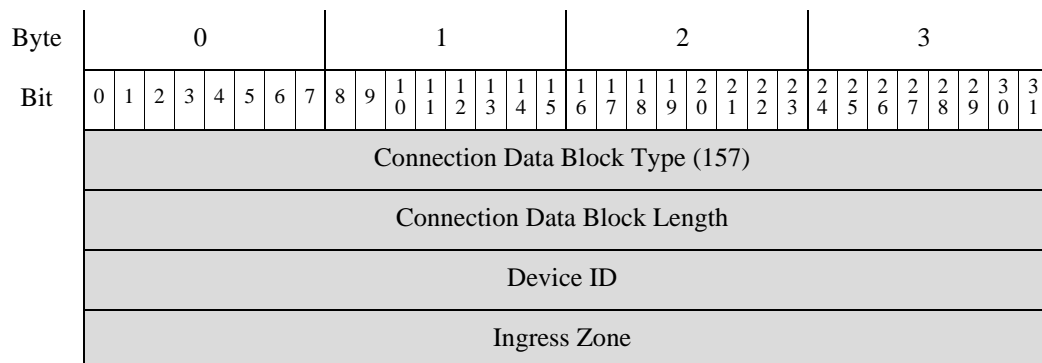 Byte 0 1 2 3
Bit 0 1 2 3 4 5 6 7 8 9 10 11 12 13 14 15 16 17 18 19 20 21 22 23 24 25 26 27 28 29 30 31
Connection Data Block Type (157)
Connection Data Block Length
Device ID
Ingress Zone